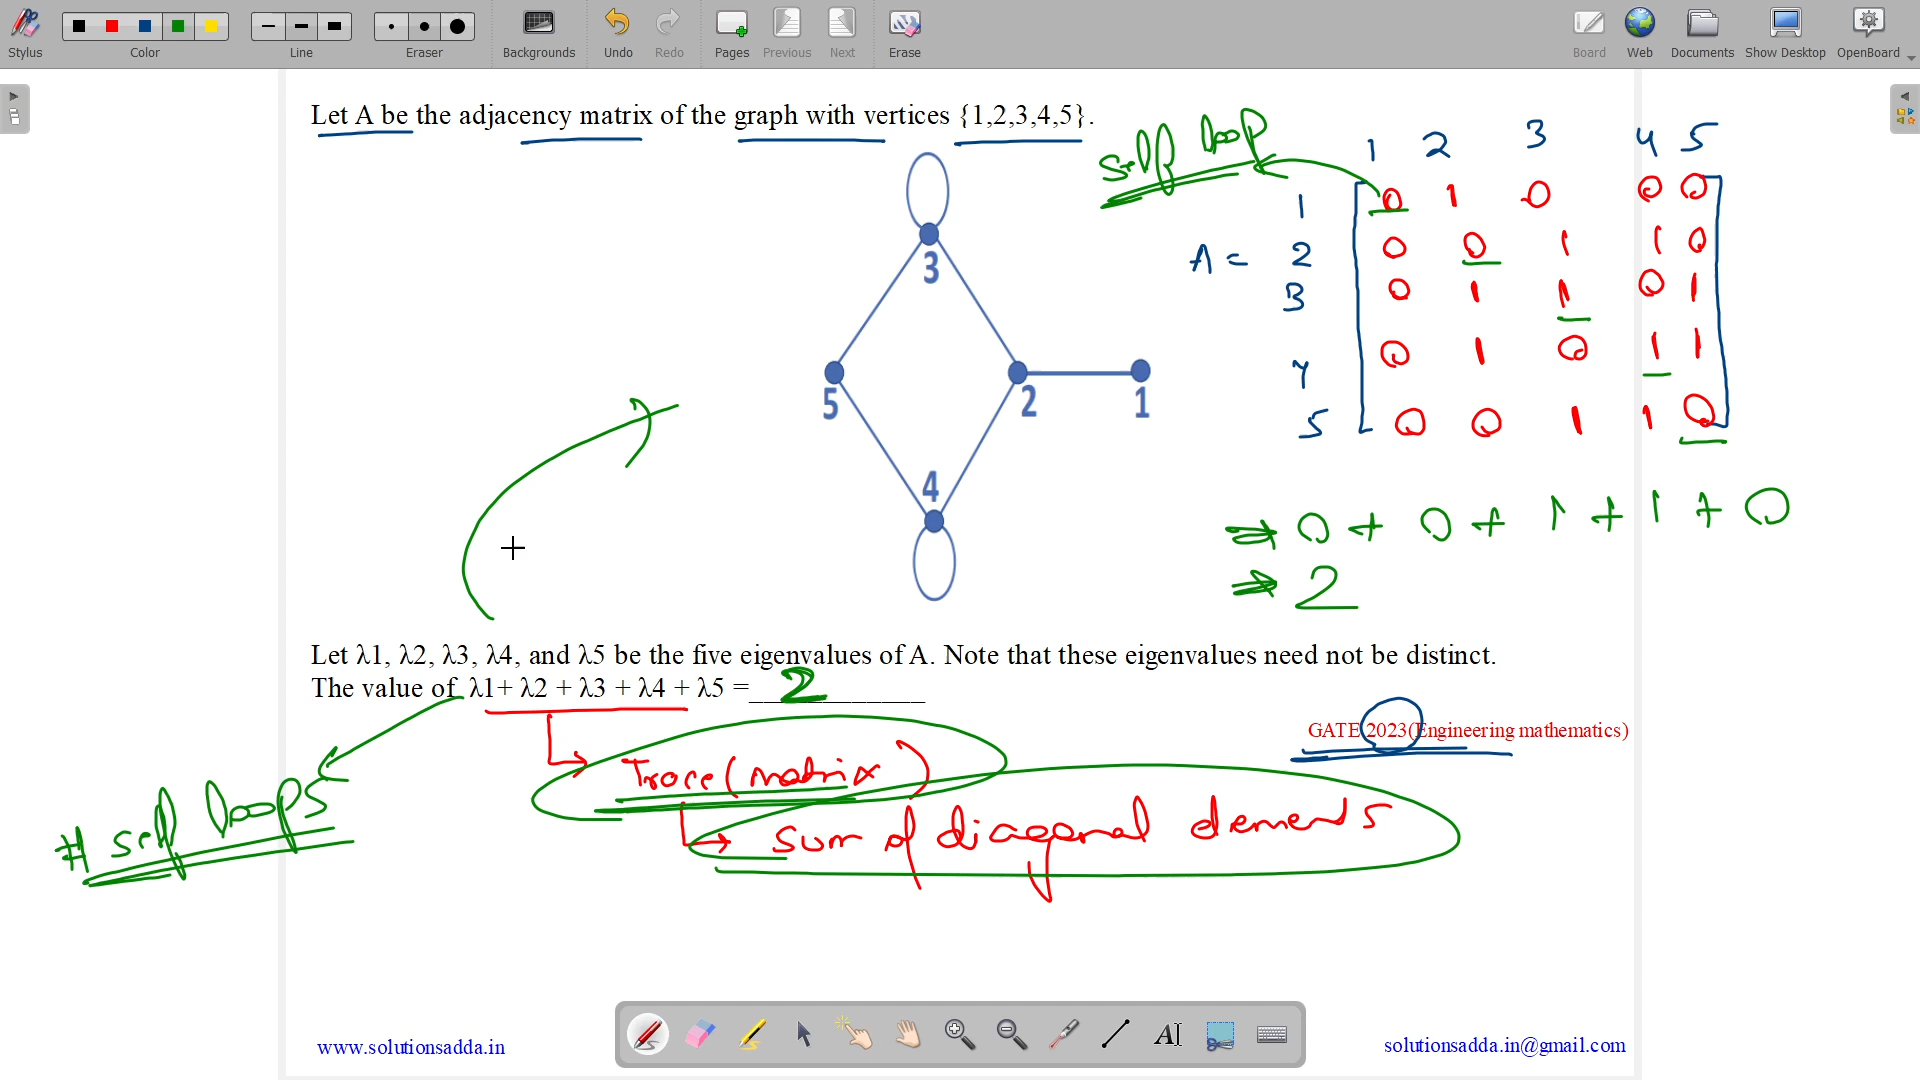 Stylus Color Line Eraser Backgrounds Undo Redo Pages Previous Next Erase Board Web Documents Show Desktop OpenBoard
Let A be the adjacency matrix of the graph with vertices {1,2,3,4,5}.
self loop
1 2 3 4 5
1 0 1 0 0 0
A = 2 0 0 1 1 0
3 0 1 1 0 1
4 0 1 0 1 1
5 0 0 1 1 0
3
5 2 1
4
⇒ 0 + 0 + 1 + 1 + 0
⇒ 2
Let λ1, λ2, λ3, λ4, and λ5 be the five eigenvalues of A. Note that these eigenvalues need not be distinct.
The value of λ1+ λ2 + λ3 + λ4 + λ5 = 2
GATE 2023(Engineering mathematics)
Trace(matrix)
# self loops
sum of diagonal elements
www.solutionsadda.in
solutionsadda.in@gmail.com